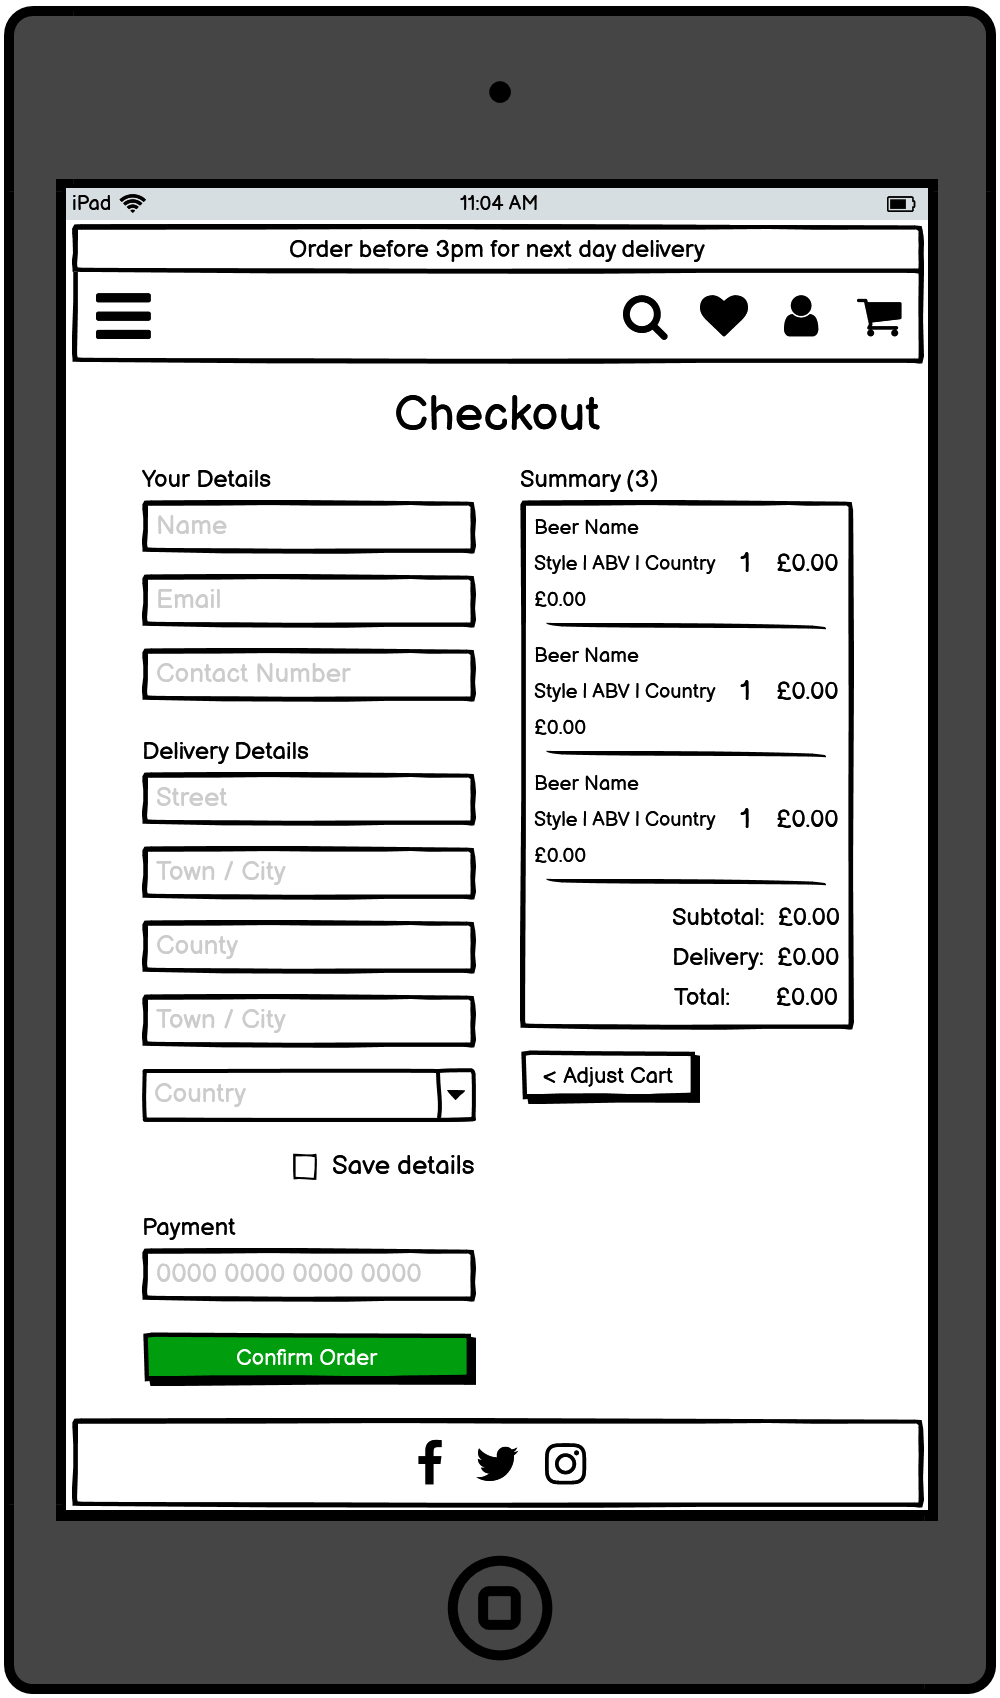 iPad 11:04 AM
Order before 3pm for next day delivery
Checkout
Your Details
Name
Email
Contact Number
Delivery Details
Street
Town / City
County
Town / City
Country
Save details
Payment
0000 0000 0000 0000
Confirm Order
Summary (3)
Beer Name
Style | ABV | Country 1 £0.00
£0.00
Beer Name
Style | ABV | Country 1 £0.00
£0.00
Beer Name
Style | ABV | Country 1 £0.00
£0.00
Subtotal: £0.00
Delivery: £0.00
Total: £0.00
< Adjust Cart